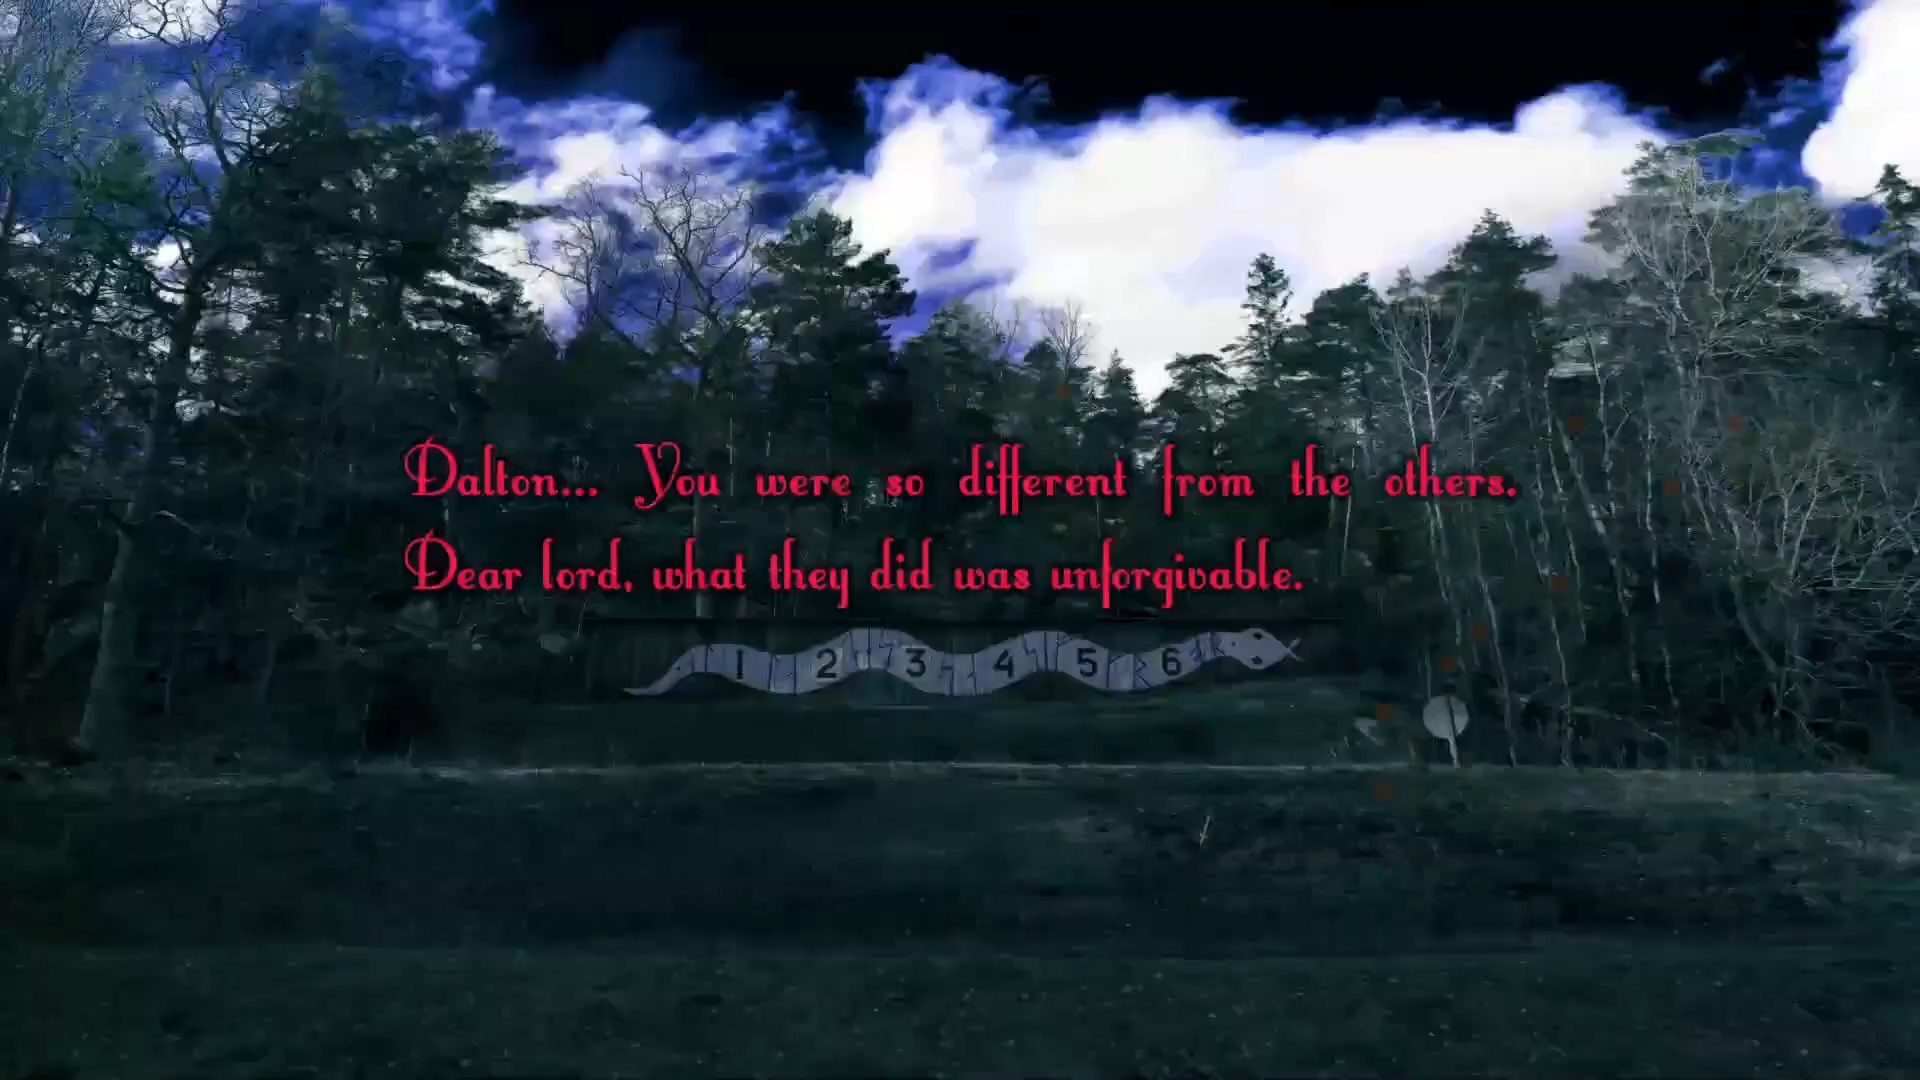 Dalton... You were so different from the others.
Dear lord, what they did was unforgivable.
1 2 3 4 5 6